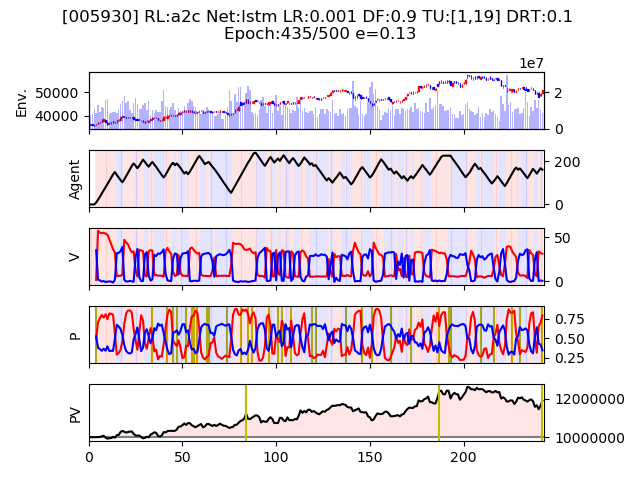 [005930] RL:a2c Net:lstm LR:0.001 DF:0.9 TU:[1,19] DRT:0.1
Epoch:435/500 e=0.13
1e7
Env.
50000
40000
2
0
Agent
200
0
V
50
0
P
0.75
0.50
0.25
PV
12000000
10000000
0 50 100 150 200